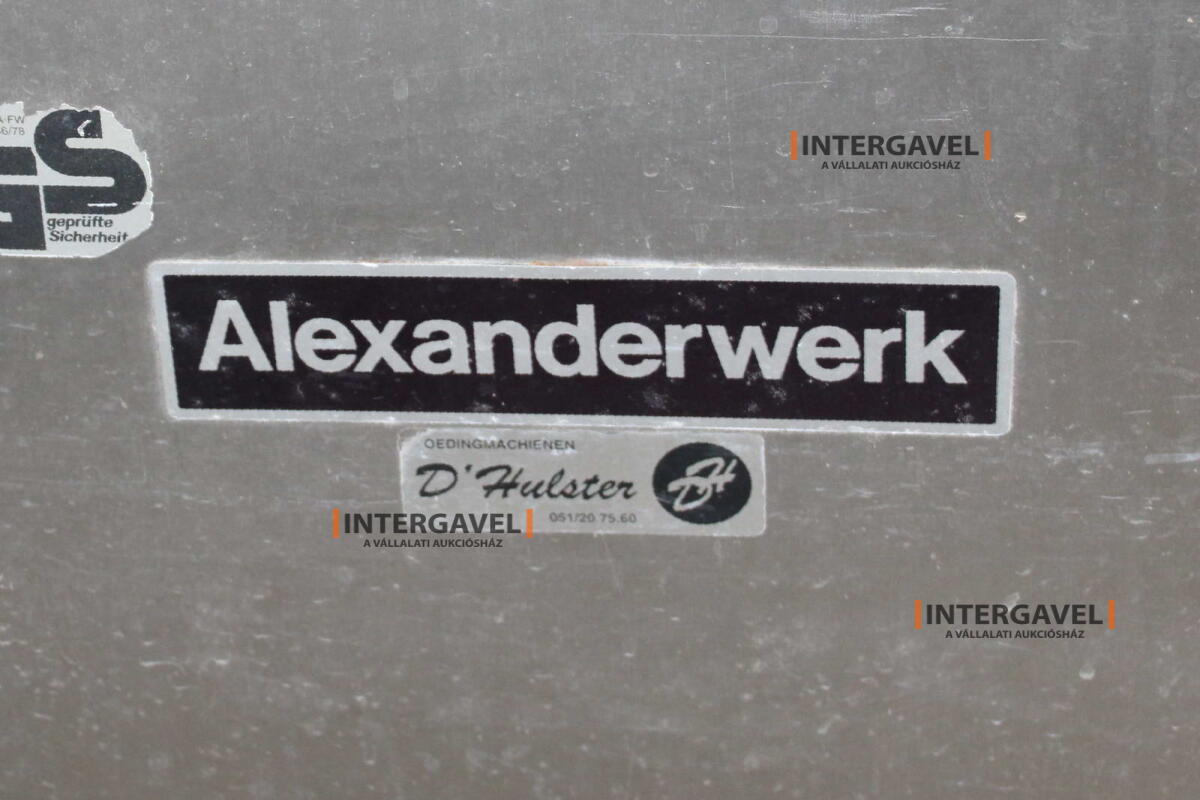 A-FW
6/78
GS
geprüfte
Sicherheit
INTERGAVEL
A VÁLLALATI AUKCIÓSHÁZ
Alexanderwerk
OEDINGMACHIENEN
D'Hulster
DH
051/20.75.60
INTERGAVEL
A VÁLLALATI AUKCIÓSHÁZ
INTERGAVEL
A VÁLLALATI AUKCIÓSHÁZ